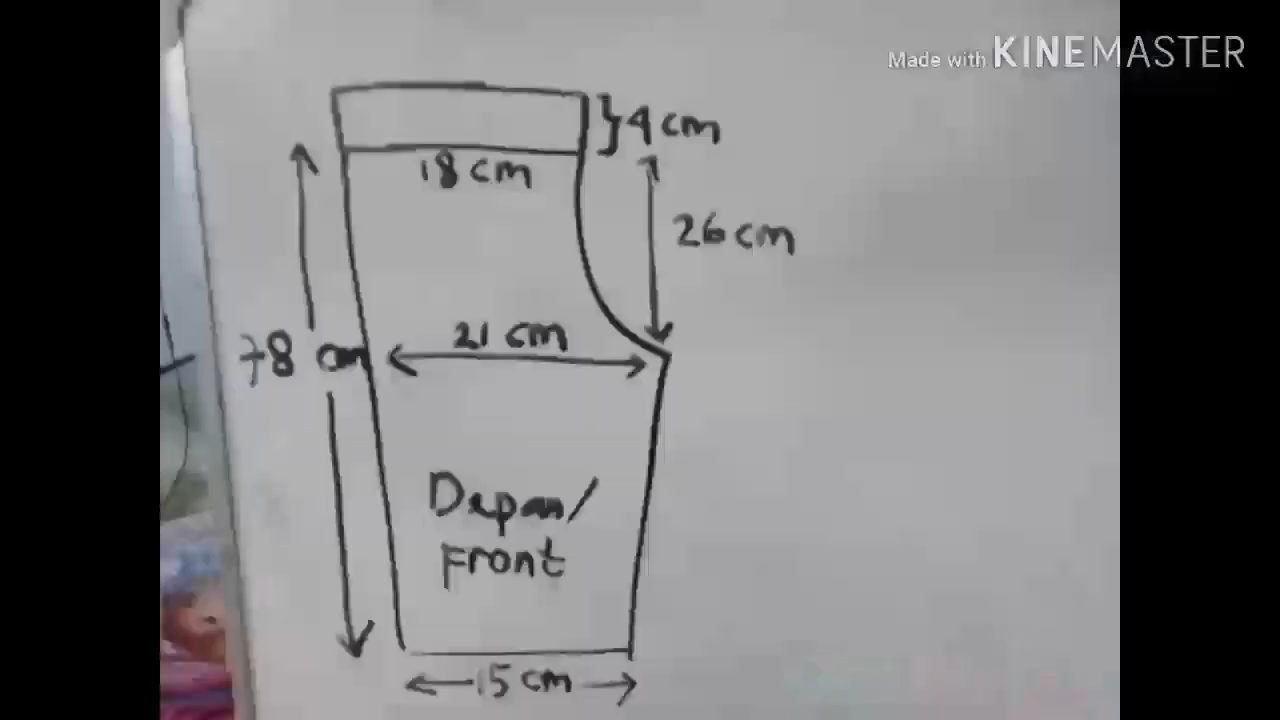 Made with KINEMASTER
}4 cm
18 cm
26 cm
21 cm
78 cm
Depan/
Front
15 cm